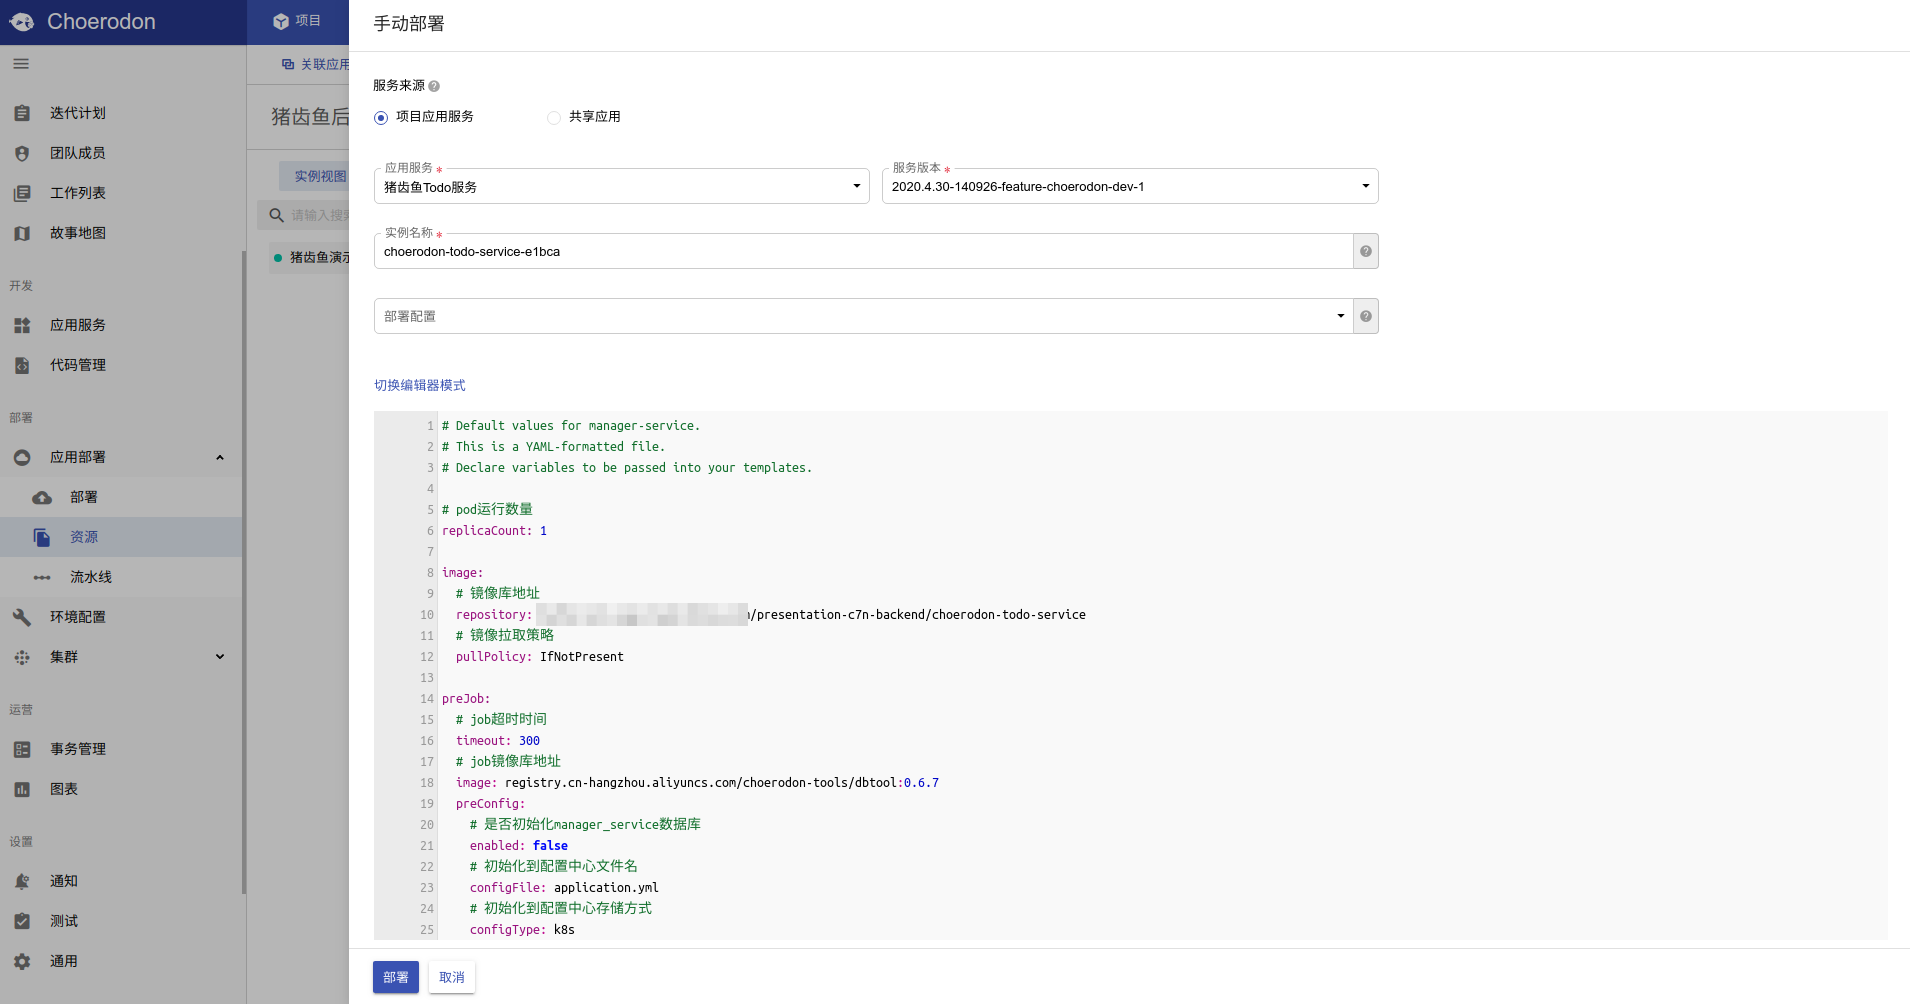 Choerodon
项目
关联应用
迭代计划
团队成员
工作列表
故事地图
开发
应用服务
代码管理
部署
应用部署
部署
资源
流水线
环境配置
集群
运营
事务管理
图表
设置
通知
测试
通用
猪齿鱼后
实例视图
请输入搜索
猪齿鱼演示
手动部署
服务来源
项目应用服务
共享应用
应用服务 *
猪齿鱼Todo服务
服务版本 *
2020.4.30-140926-feature-choerodon-dev-1
实例名称 *
choerodon-todo-service-e1bca
部署配置
切换编辑器模式
1 # Default values for manager-service.
2 # This is a YAML-formatted file.
3 # Declare variables to be passed into your templates.
4
5 # pod运行数量
6 replicaCount: 1
7
8 image:
9 # 镜像库地址
10 repository: /presentation-c7n-backend/choerodon-todo-service
11 # 镜像拉取策略
12 pullPolicy: IfNotPresent
13
14 preJob:
15 # job超时时间
16 timeout: 300
17 # job镜像库地址
18 image: registry.cn-hangzhou.aliyuncs.com/choerodon-tools/dbtool:0.6.7
19 preConfig:
20 # 是否初始化manager_service数据库
21 enabled: false
22 # 初始化到配置中心文件名
23 configFile: application.yml
24 # 初始化到配置中心存储方式
25 configType: k8s
部署
取消